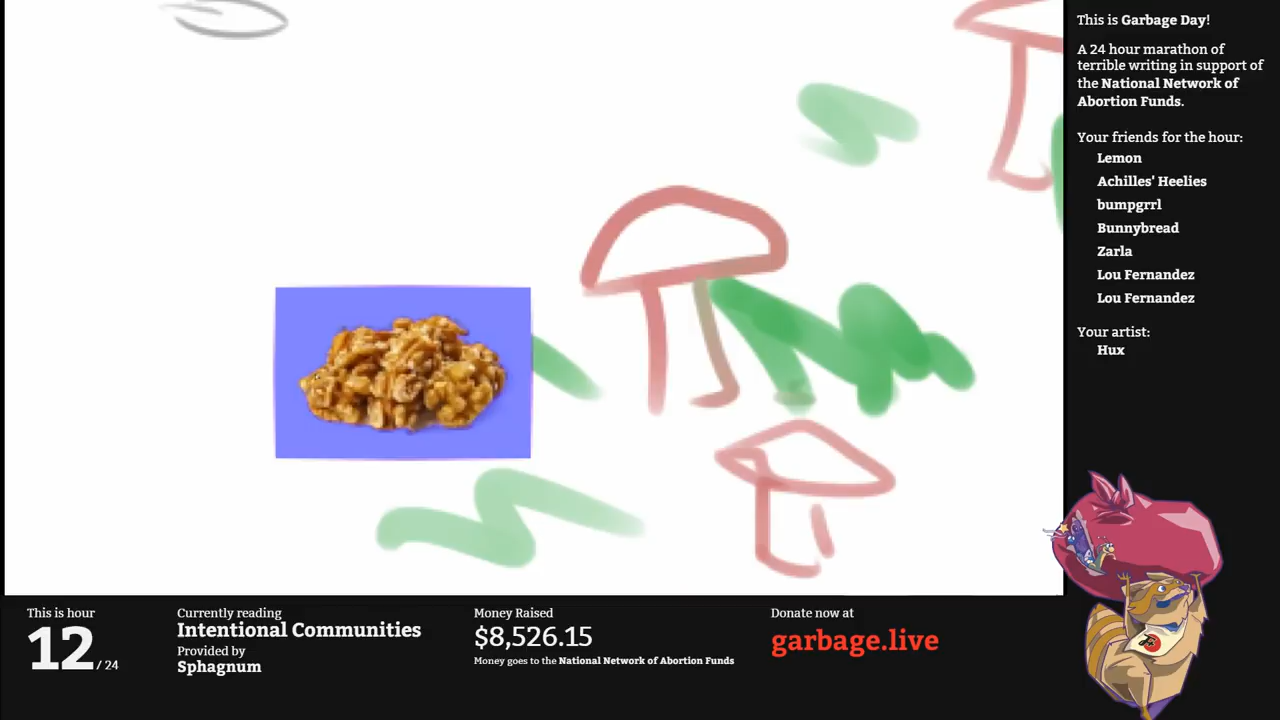 This is Garbage Day!
A 24 hour marathon of
terrible writing in support of
the National Network of
Abortion Funds.
Your friends for the hour:
Lemon
Achilles' Heelies
bumpgrrl
Bunnybread
Zarla
Lou Fernandez
Lou Fernandez
Your artist:
Hux
This is hour
12 / 24
Currently reading
Intentional Communities
Provided by
Sphagnum
Money Raised
$8,526.15
Money goes to the National Network of Abortion Funds
Donate now at
garbage.live